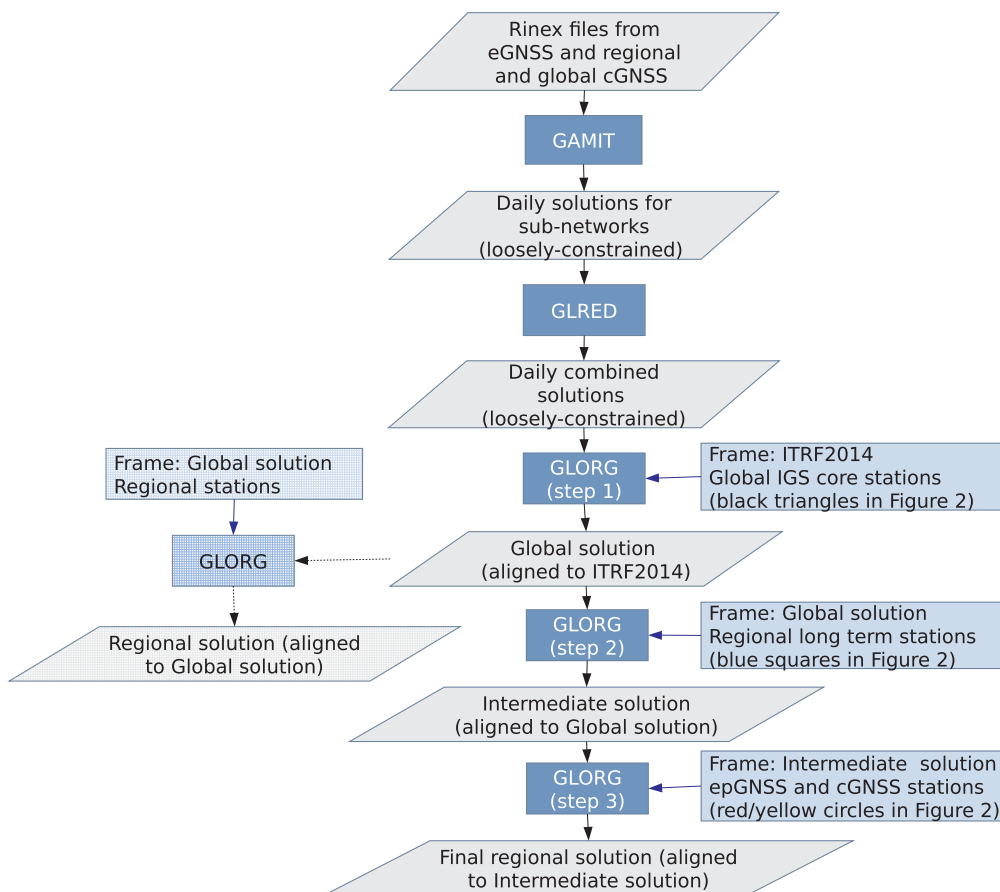 Rinex files from
eGNSS and regional
and global cGNSS
GAMIT
Daily solutions for
sub-networks
(loosely-constrained)
GLRED
Daily combined
solutions
(loosely-constrained)
GLORG
(step 1)
Frame: ITRF2014
Global IGS core stations
(black triangles in Figure 2)
Frame: Global solution
Regional stations
GLORG
Regional solution (aligned
to Global solution)
Global solution
(aligned to ITRF2014)
GLORG
(step 2)
Frame: Global solution
Regional long term stations
(blue squares in Figure 2)
Intermediate solution
(aligned to Global solution)
GLORG
(step 3)
Frame: Intermediate  solution
epGNSS and cGNSS stations
(red/yellow circles in Figure 2)
Final regional solution (aligned
to Intermediate solution)